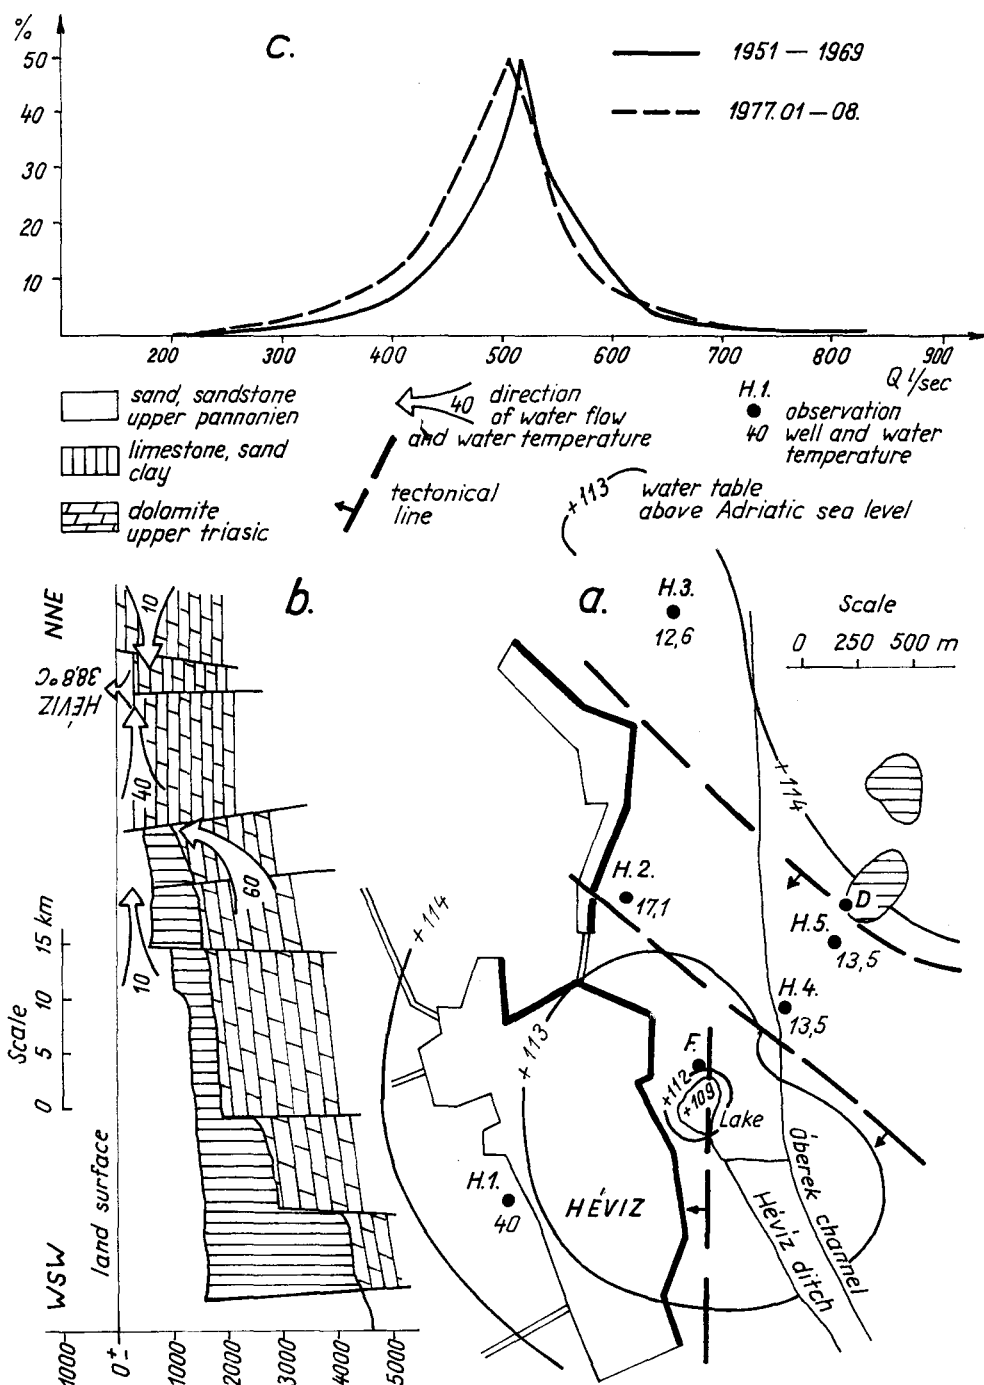 %
C.
50
40
30
20
10
1951 — 1969
1977.01 — 08.
200 300 400 500 600 700 800 900
Q l/sec
sand, sandstone
upper pannonien
limestone, sand
clay
dolomite
upper triasic
40 direction
of water flow
and water temperature
tectonical
line
H.1.
40
observation
well and water
temperature
+113 water table
above Adriatic sea level
b.
NNE
10
38,8°C
HÉVIZ
40
60
10
Scale
15 km
10
5
0
land surface
WSW
1000 0± 1000 2000 3000 4000 5000
a.
Scale
0 250 500 m
H.3.
12,6
+114
H.2.
17,1
D
H.5.
13,5
H.4.
13,5
+114
+113
F.
+112
+109
Lake
H.1.
40
HÉVIZ
Hévíz ditch
Óberek channel